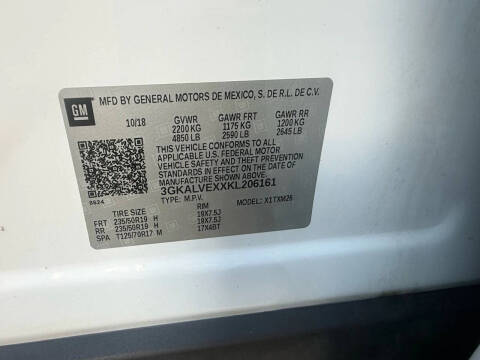 GM
MFD BY GENERAL MOTORS DE MEXICO, S. DE R.L. DE C.V.
10/18 GVWR GAWR FRT GAWR RR
2200 KG 1175 KG 1200 KG
4850 LB 2590 LB 2645 LB
THIS VEHICLE CONFORMS TO ALL
APPLICABLE U.S. FEDERAL MOTOR
VEHICLE SAFETY AND THEFT PREVENTION
STANDARDS IN EFFECT ON THE DATE OF
MANUFACTURE SHOWN ABOVE.
3GKALVEXXKL206161
TYPE: M.P.V. MODEL: X1TXM26
0624
TIRE SIZE RIM
FRT 235/50R19 H 19X7.5J
RR 235/50R19 H 19X7.5J
SPA T125/70R17 M 17X4BT